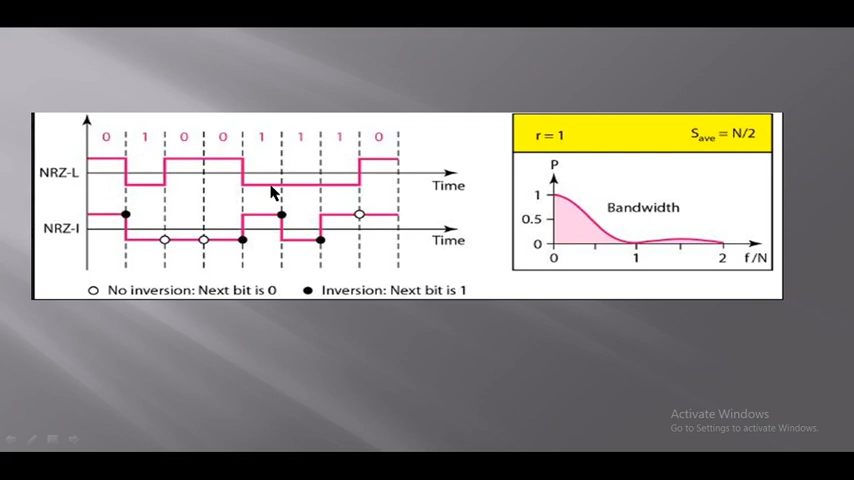 0 1 0 0 1 1 1 0
NRZ-L
Time
NRZ-I
Time
No inversion: Next bit is 0
Inversion: Next bit is 1
r = 1
Save = N/2
P
1
Bandwidth
0.5
0
0 1 2 f/N
Activate Windows
Go to Settings to activate Windows.